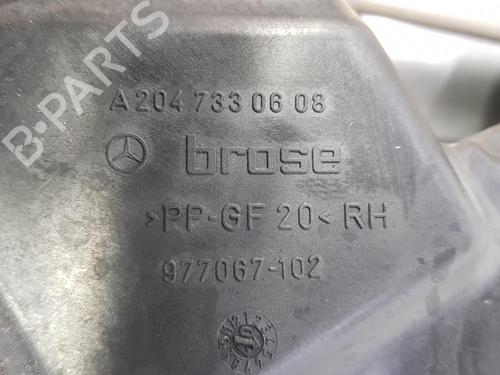 B-PARTS
A 204 733 06 08
brose
>PP-GF 20< RH
977067-102